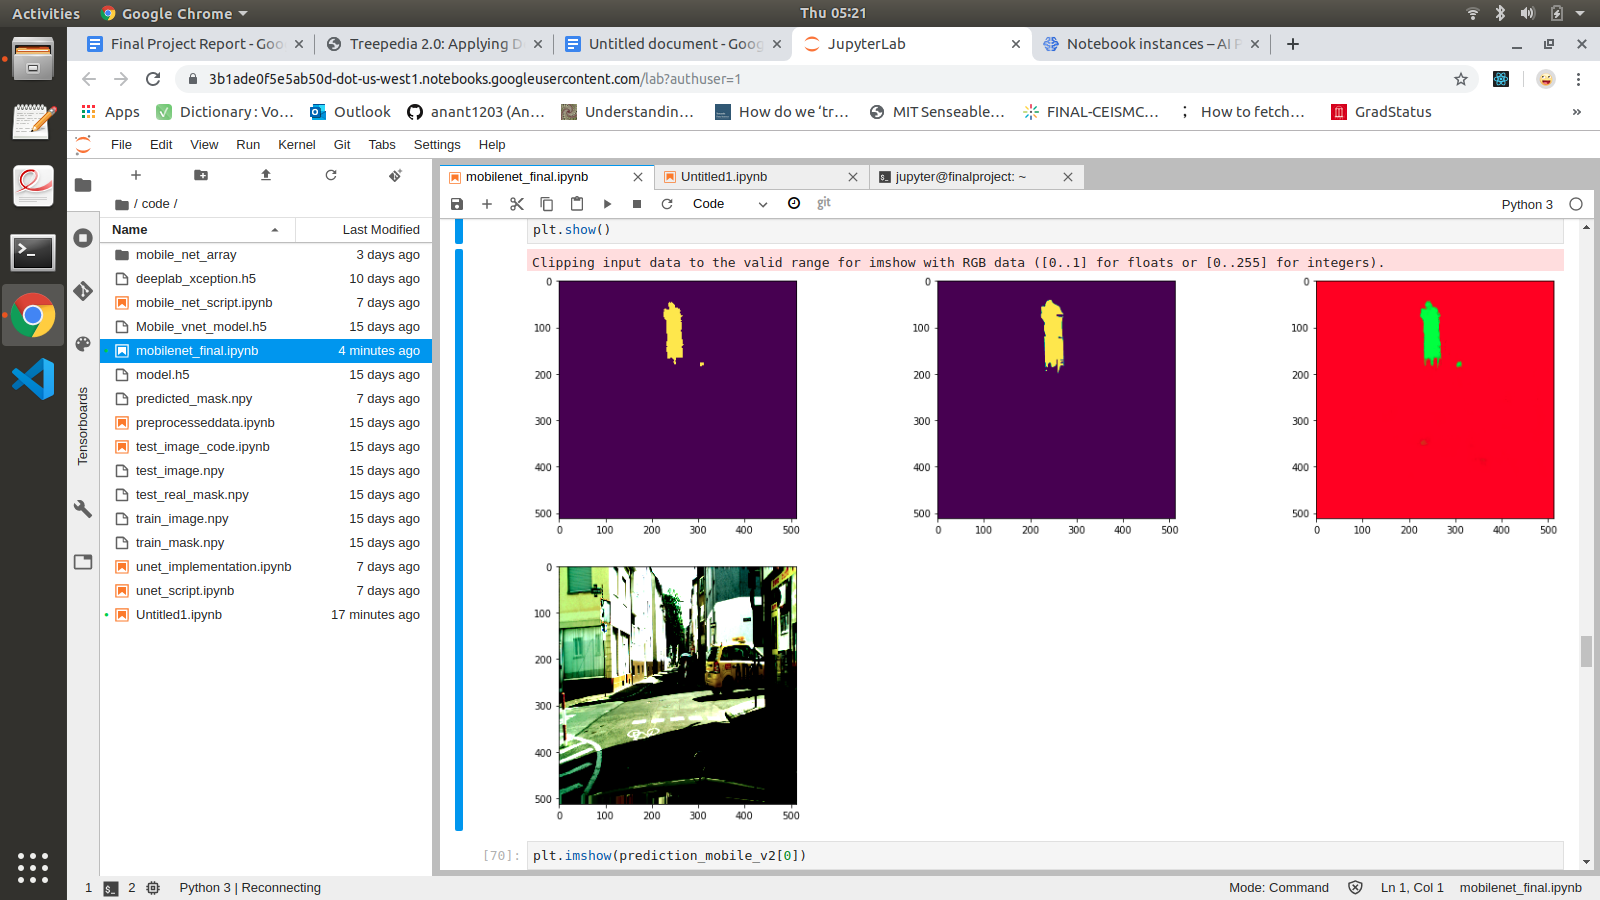 Activities
Google Chrome
Thu 05:21
Final Project Report - Goo
Treepedia 2.0: Applying D
Untitled document - Goog
JupyterLab
Notebook instances – AI P
3b1ade0f5e5ab50d-dot-us-west1.notebooks.googleusercontent.com/lab?authuser=1
Apps
Dictionary : Vo…
Outlook
anant1203 (An…
Understandin…
How do we ‘tr…
MIT Senseable…
FINAL-CEISMC…
How to fetch…
GradStatus
»
File Edit View Run Kernel Git Tabs Settings Help
mobilenet_final.ipynb
Untitled1.ipynb
jupyter@finalproject: ~
/ code /
Code
git
Python 3
Name
Last Modified
mobile_net_array 3 days ago
deeplab_xception.h5 10 days ago
mobile_net_script.ipynb 7 days ago
Mobile_vnet_model.h5 15 days ago
mobilenet_final.ipynb 4 minutes ago
model.h5 15 days ago
predicted_mask.npy 7 days ago
preprocesseddata.ipynb 15 days ago
test_image_code.ipynb 15 days ago
test_image.npy 15 days ago
test_real_mask.npy 15 days ago
train_image.npy 15 days ago
train_mask.npy 15 days ago
unet_implementation.ipynb 7 days ago
unet_script.ipynb 7 days ago
Untitled1.ipynb 17 minutes ago
Tensorboards
plt.show()
Clipping input data to the valid range for imshow with RGB data ([0..1] for floats or [0..255] for integers).
0
100
200
300
400
500
0 100 200 300 400 500
0
100
200
300
400
500
0 100 200 300 400 500
0
100
200
300
400
500
0 100 200 300 400 500
0
100
200
300
400
500
0 100 200 300 400 500
[70]:
plt.imshow(prediction_mobile_v2[0])
1
2
Python 3 | Reconnecting
Mode: Command
Ln 1, Col 1
mobilenet_final.ipynb